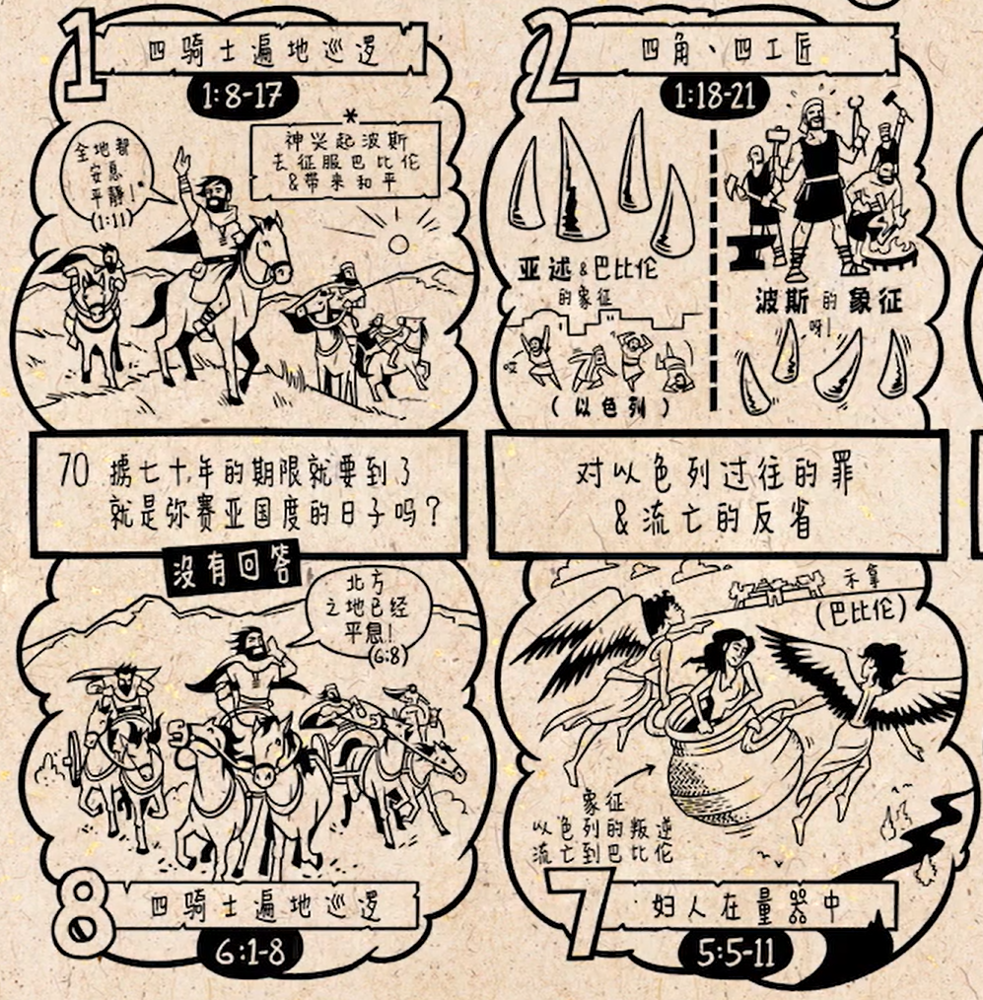 1 四骑士遍地巡逻
1:8-17
全地都
安息
平靜!
(1:11)
*
神兴起波斯
去征服巴比伦
&带来和平
2 四角、四工匠
1:18-21
亚述&巴比伦
的象征
哎
(以色列)
波斯的象征
呀!
70 擄七十年的期限就要到了
就是弥赛亚国度的日子吗?
没有回答
对以色列过往的罪
&流亡的反省
北方
之地已经
平息!
(6:8)
8 四骑士遍地巡逻
6:1-8
示拿
(巴比伦)
象征
以色列的叛逆
流亡到巴比伦
7 妇人在量器中
5:5-11